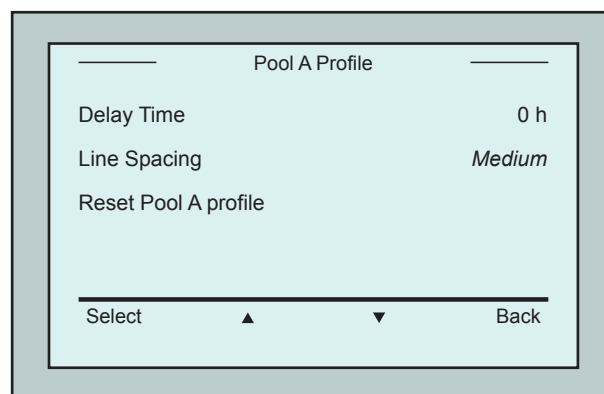 Pool A Profile
Delay Time 0 h
Line Spacing Medium
Reset Pool A profile
Select ▲ ▼ Back